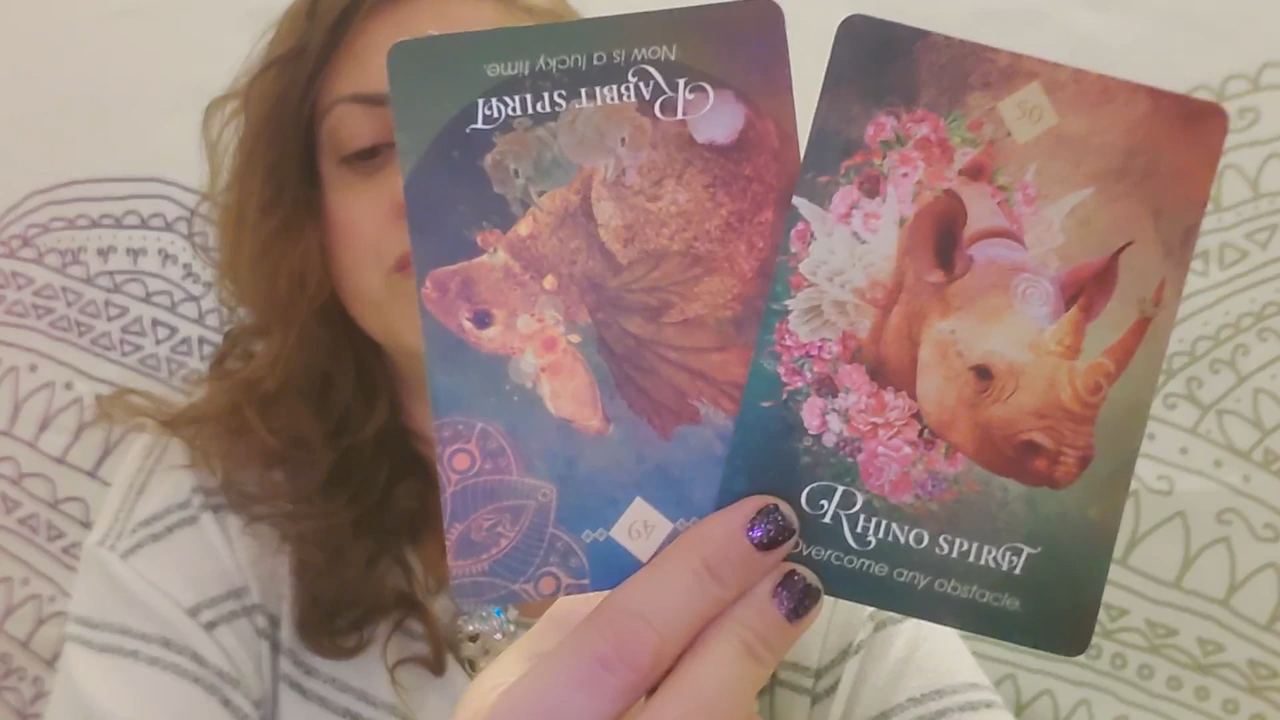 Now is a lucky time.
RABBIT SPIRIT
49
50
RHINO SPIRIT
Overcome any obstacle.